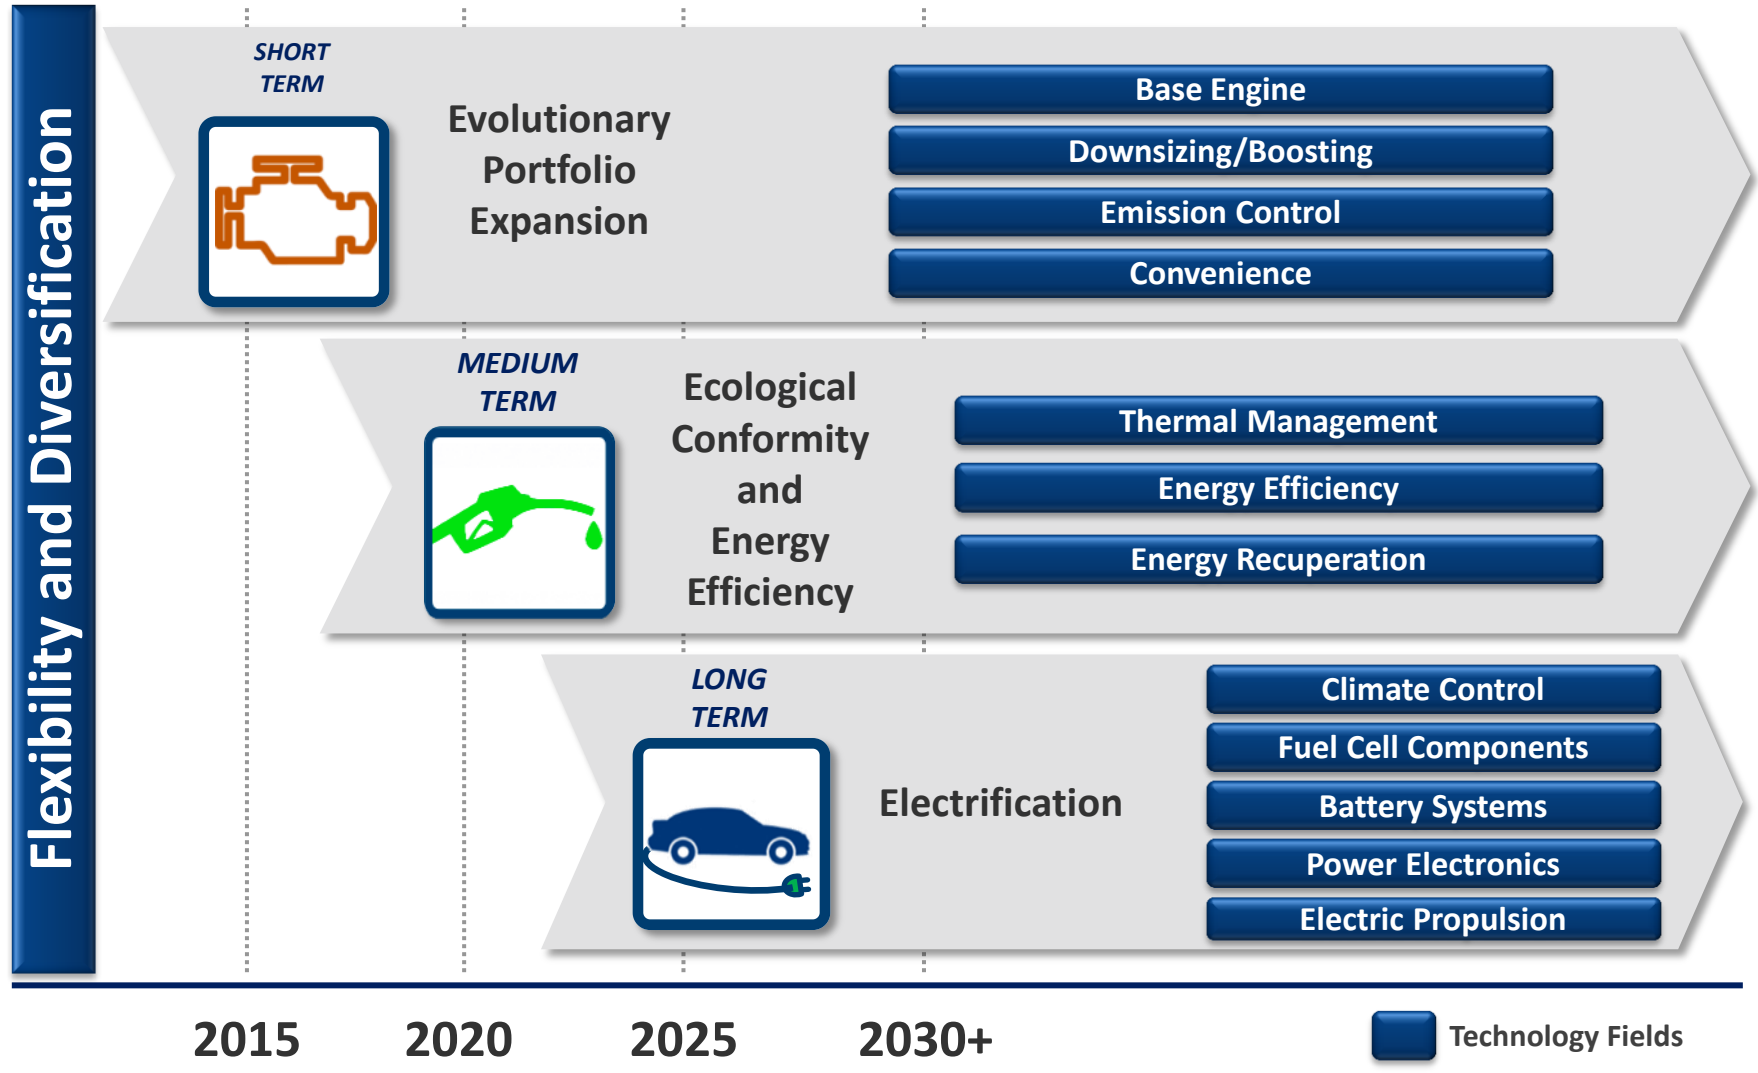 Flexibility and Diversification
SHORT
TERM
Evolutionary
Portfolio
Expansion
Base Engine
Downsizing/Boosting
Emission Control
Convenience
MEDIUM
TERM
Ecological
Conformity
and
Energy
Efficiency
Thermal Management
Energy Efficiency
Energy Recuperation
LONG
TERM
Electrification
Climate Control
Fuel Cell Components
Battery Systems
Power Electronics
Electric Propulsion
2015 2020 2025 2030+
Technology Fields